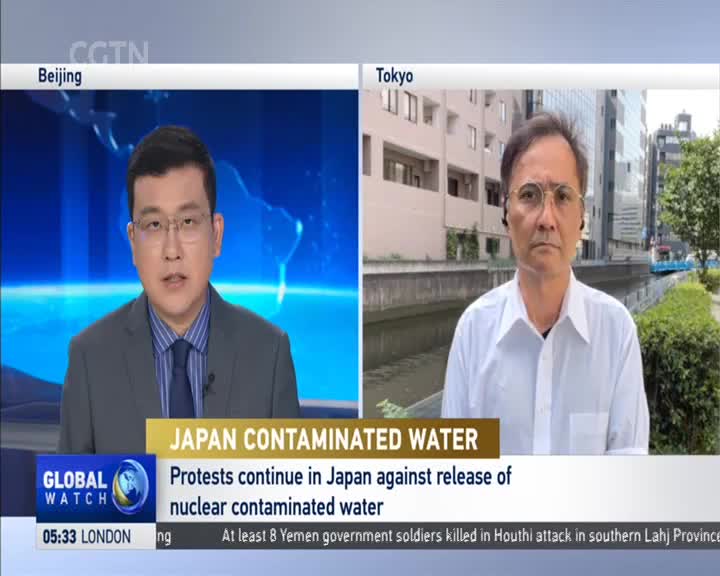 CGTN
Beijing
Tokyo
JAPAN CONTAMINATED WATER
Protests continue in Japan against release of
nuclear contaminated water
GLOBAL
WATCH
05:33 LONDON
ng At least 8 Yemen government soldiers killed in Houthi attack in southern Lahj Province